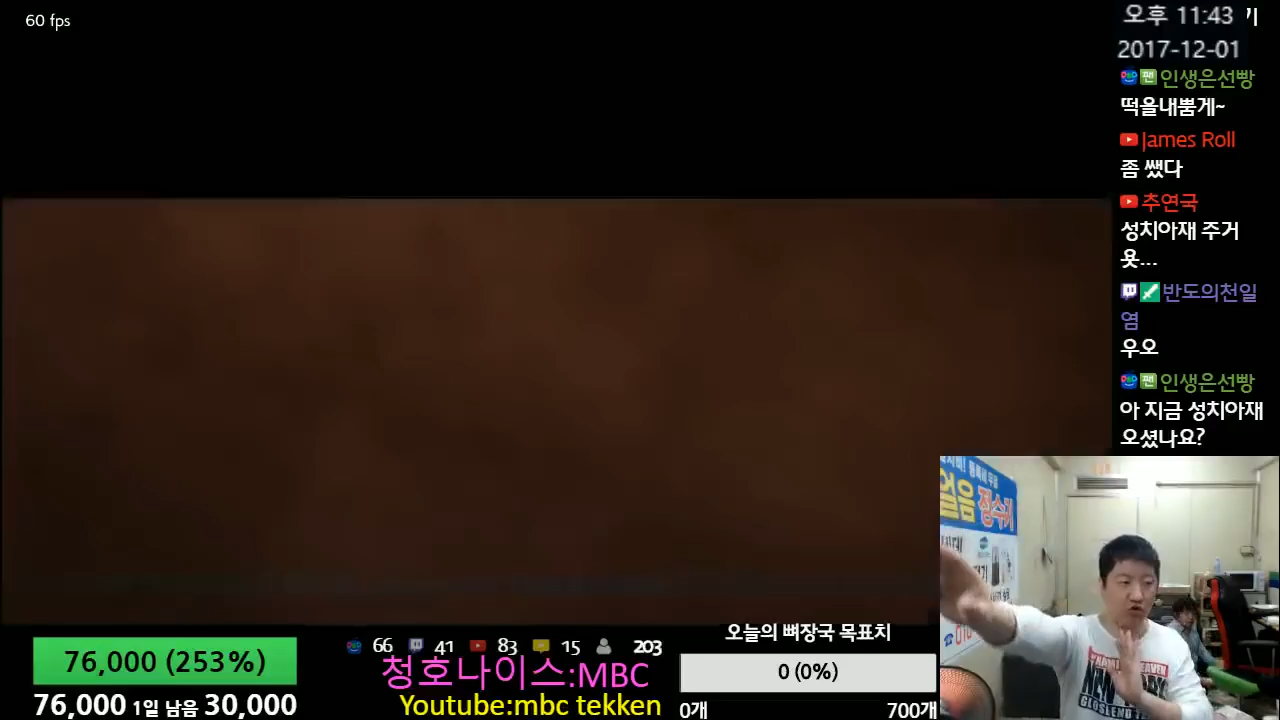 60 fps
오후 11:43
2017-12-01
인생은선빵
떡을내뿜게~
James Roll
좀 쌨다
추연국
성치아재 주거
욧...
반도의천일
염
우오
인생은선빵
아 지금 성치아재
오셨나요?
얼음 정수기
76,000 (253%)
76,000 1일 남음 30,000
66 41 83 15 203
청호나이스:MBC
Youtube:mbc tekken
오늘의 뼈장국 목표치
0 (0%)
0개 700개